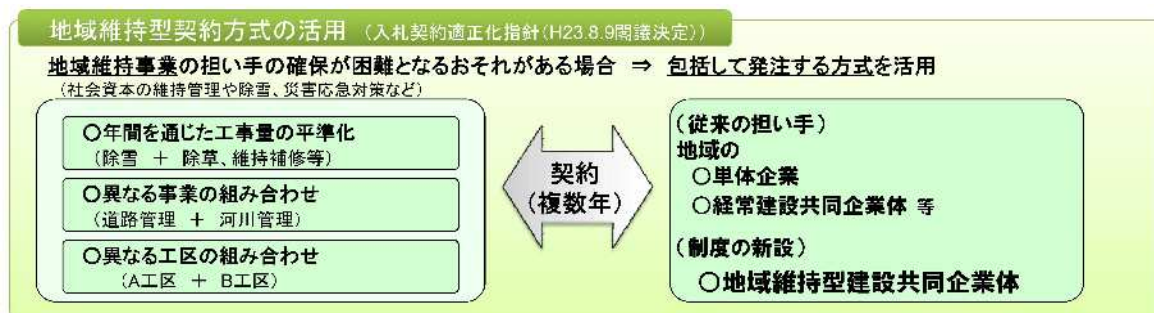 地域維持型契約方式の活用 （入札契約適正化指針(H23.8.9閣議決定)）
地域維持事業の担い手の確保が困難となるおそれがある場合 ⇒ 包括して発注する方式を活用
（社会資本の維持管理や除雪、災害応急対策など）
○年間を通じた工事量の平準化
（除雪 ＋ 除草、維持補修等）
○異なる事業の組み合わせ
（道路管理 ＋ 河川管理）
○異なる工区の組み合わせ
（A工区 ＋ B工区）
契約
（複数年）
（従来の担い手）
地域の
○単体企業
○経常建設共同企業体 等
（制度の新設）
○地域維持型建設共同企業体